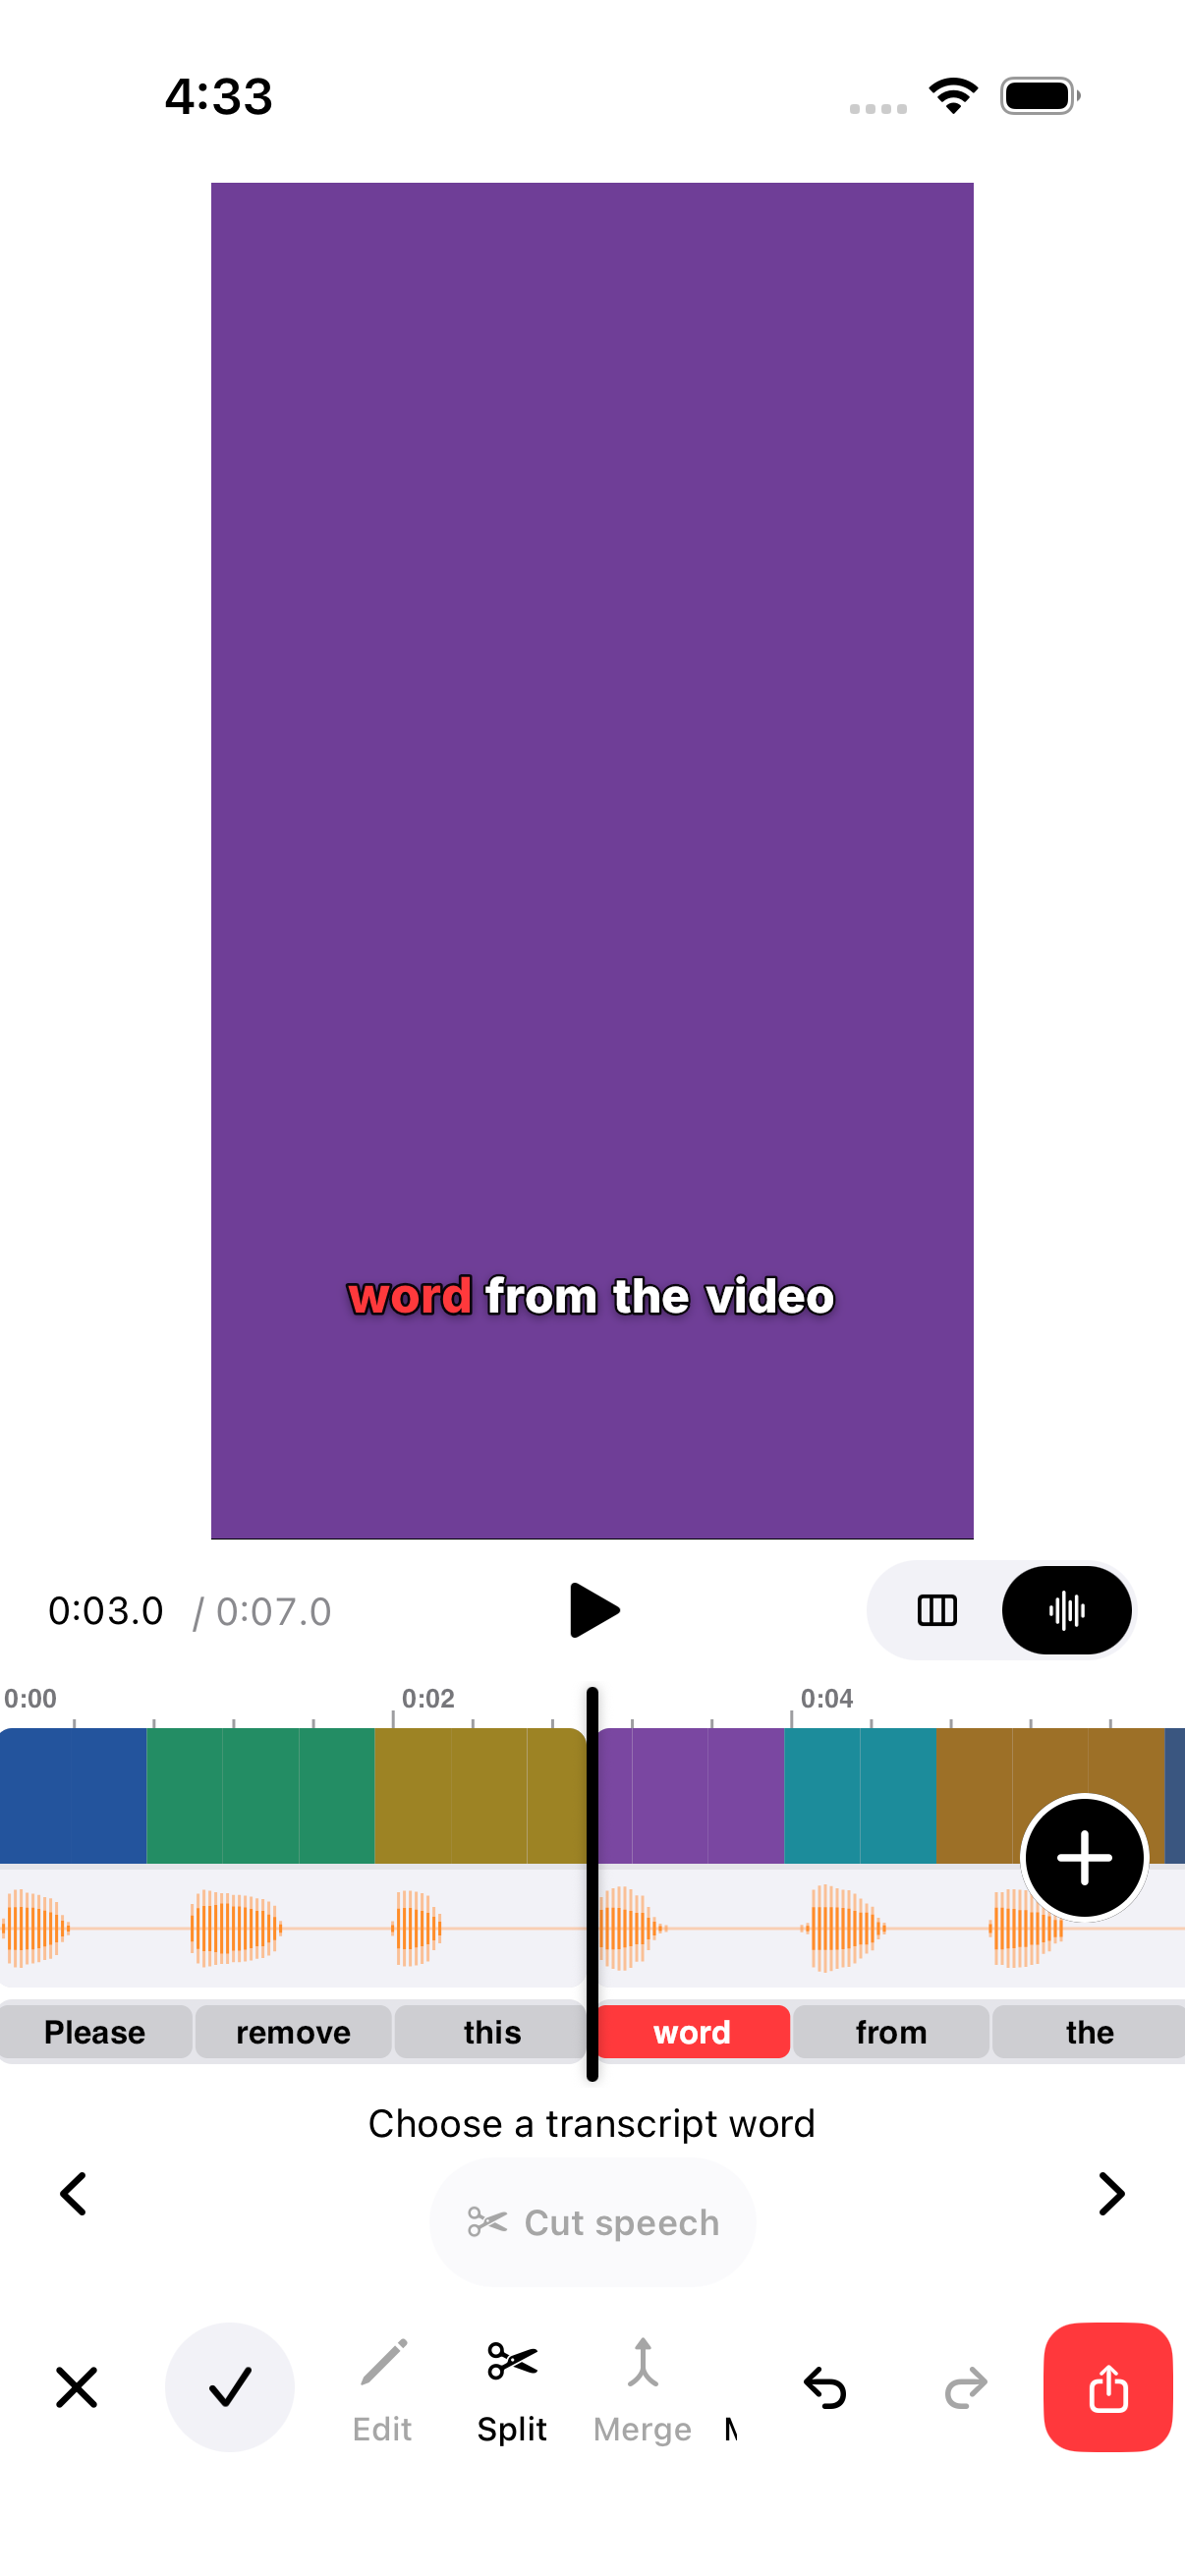 4:33
word from the video
0:03.0 / 0:07.0
0:00 0:02 0:04
Please remove this word from the
Choose a transcript word
Cut speech
Edit Split Merge